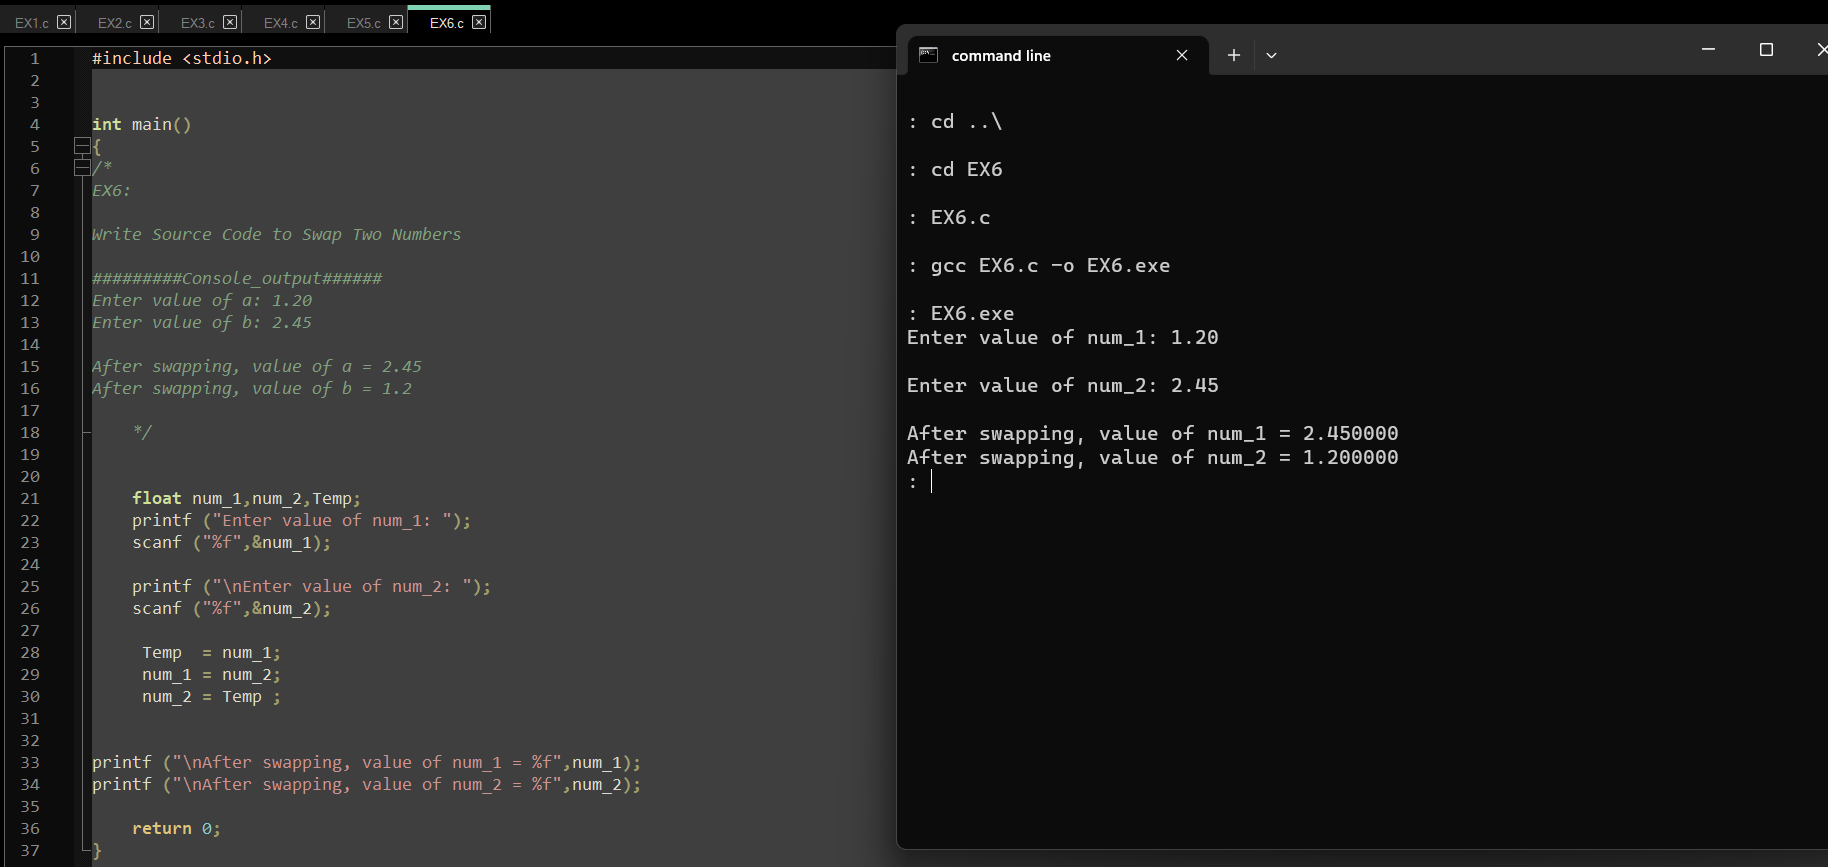 EX1.c EX2.c EX3.c EX4.c EX5.c EX6.c
1 #include <stdio.h>
2
3
4 int main()
5 {
6 /*
7 EX6:
8
9 Write Source Code to Swap Two Numbers
10
11 #########Console_output######
12 Enter value of a: 1.20
13 Enter value of b: 2.45
14
15 After swapping, value of a = 2.45
16 After swapping, value of b = 1.2
17
18 */
19
20
21 float num_1,num_2,Temp;
22 printf ("Enter value of num_1: ");
23 scanf ("%f",&num_1);
24
25 printf ("\nEnter value of num_2: ");
26 scanf ("%f",&num_2);
27
28 Temp  = num_1;
29 num_1 = num_2;
30 num_2 = Temp ;
31
32
33 printf ("\nAfter swapping, value of num_1 = %f",num_1);
34 printf ("\nAfter swapping, value of num_2 = %f",num_2);
35
36 return 0;
37 }
command line
: cd ..\
: cd EX6
: EX6.c
: gcc EX6.c -o EX6.exe
: EX6.exe
Enter value of num_1: 1.20
Enter value of num_2: 2.45
After swapping, value of num_1 = 2.450000
After swapping, value of num_2 = 1.200000
: